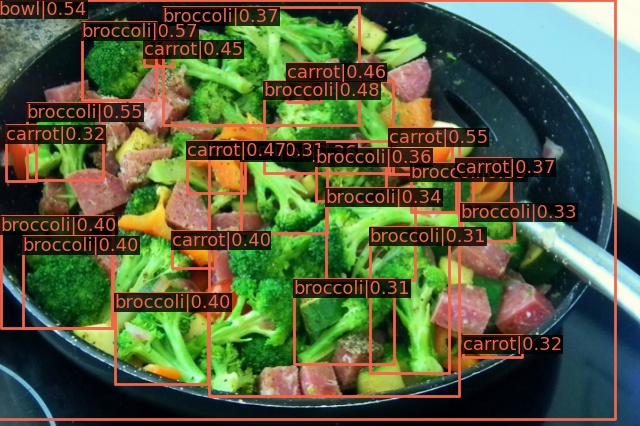 bowl|0.54
broccoli|0.37
broccoli|0.57
carrot|0.45
carrot|0.46
broccoli|0.48
broccoli|0.55
carrot|0.32
carrot|0.55
carrot|0.47
0.31
broccoli|0.36
carrot|0.37
broccoli|0.34
broccoli|0.33
broccoli|0.40
broccoli|0.40
carrot|0.40
broccoli|0.31
broccoli|0.31
broccoli|0.40
carrot|0.32